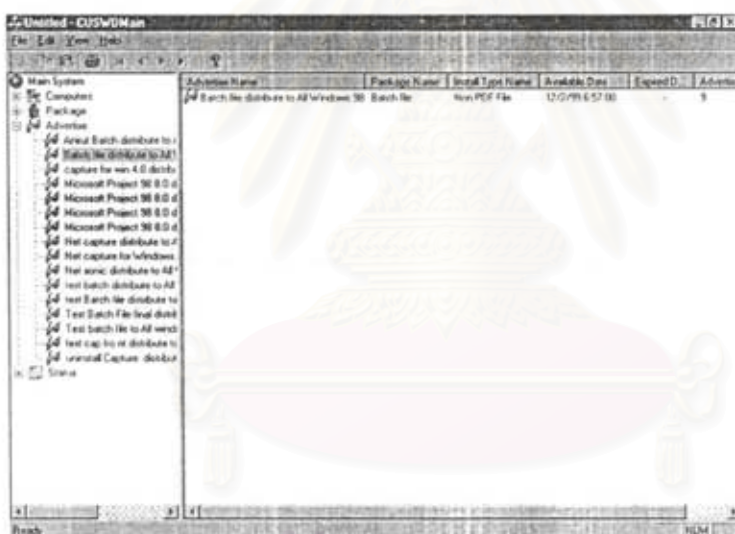 Untitled - CUSWDMain
File Edit View Help
Main System
Computers
Package
Advertise
Batch file distribute to All
capture for win 4.0 distrib
Microsoft Project 98 8.0 d
Microsoft Project 98 8.0 d
Microsoft Project 98 8.0 d
Microsoft Project 98 8.0 d
Net capture distribute to A
Net capture for Windows
Net sonic distribute to All
test batch distribute to All
test Barch file distribute to
Test Batch File final distrib
Test batch file to All windo
test cap fro nt distribute to
uninstall Capture distribut
Status
Advertise Name Package Name Install Type Name Available Date Expired D... Advertise
Barch file distribute to All Windows 98 Batch file Non PDF File 9
Ready NUM